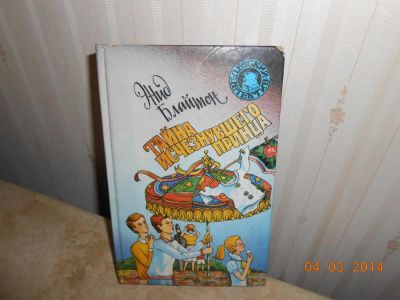 Энид
Блайтон
ТАЙНА
ИСЧЕЗНУВШЕГО
ПРИНЦА
04 03 2014